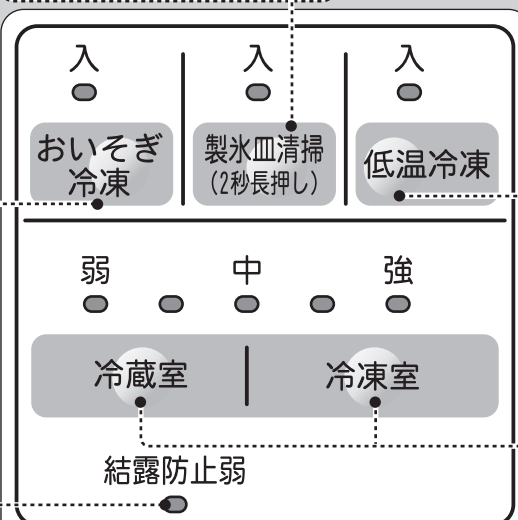 入 入 入
おいそぎ
冷凍
製氷皿清掃
(2秒長押し)
低温冷凍
弱 中 強
冷蔵室 冷凍室
結露防止弱